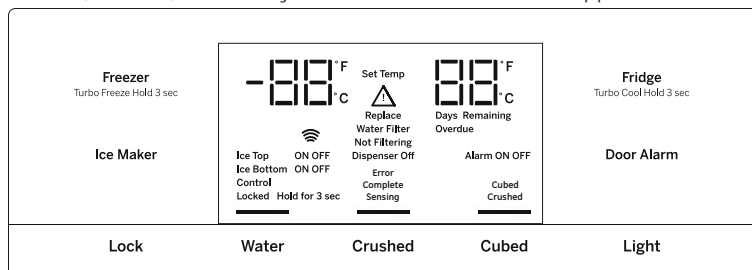 Freezer
Turbo Freeze Hold 3 sec
Ice Maker
-88 °F °C
Set Temp
88 °F °C
Replace
Water Filter
Not Filtering
Dispenser Off
Days Remaining
Overdue
Ice Top ON OFF
Ice Bottom ON OFF
Control
Locked Hold for 3 sec
Error
Complete
Sensing
Alarm ON OFF
Cubed
Crushed
Fridge
Turbo Cool Hold 3 sec
Door Alarm
Lock Water Crushed Cubed Light